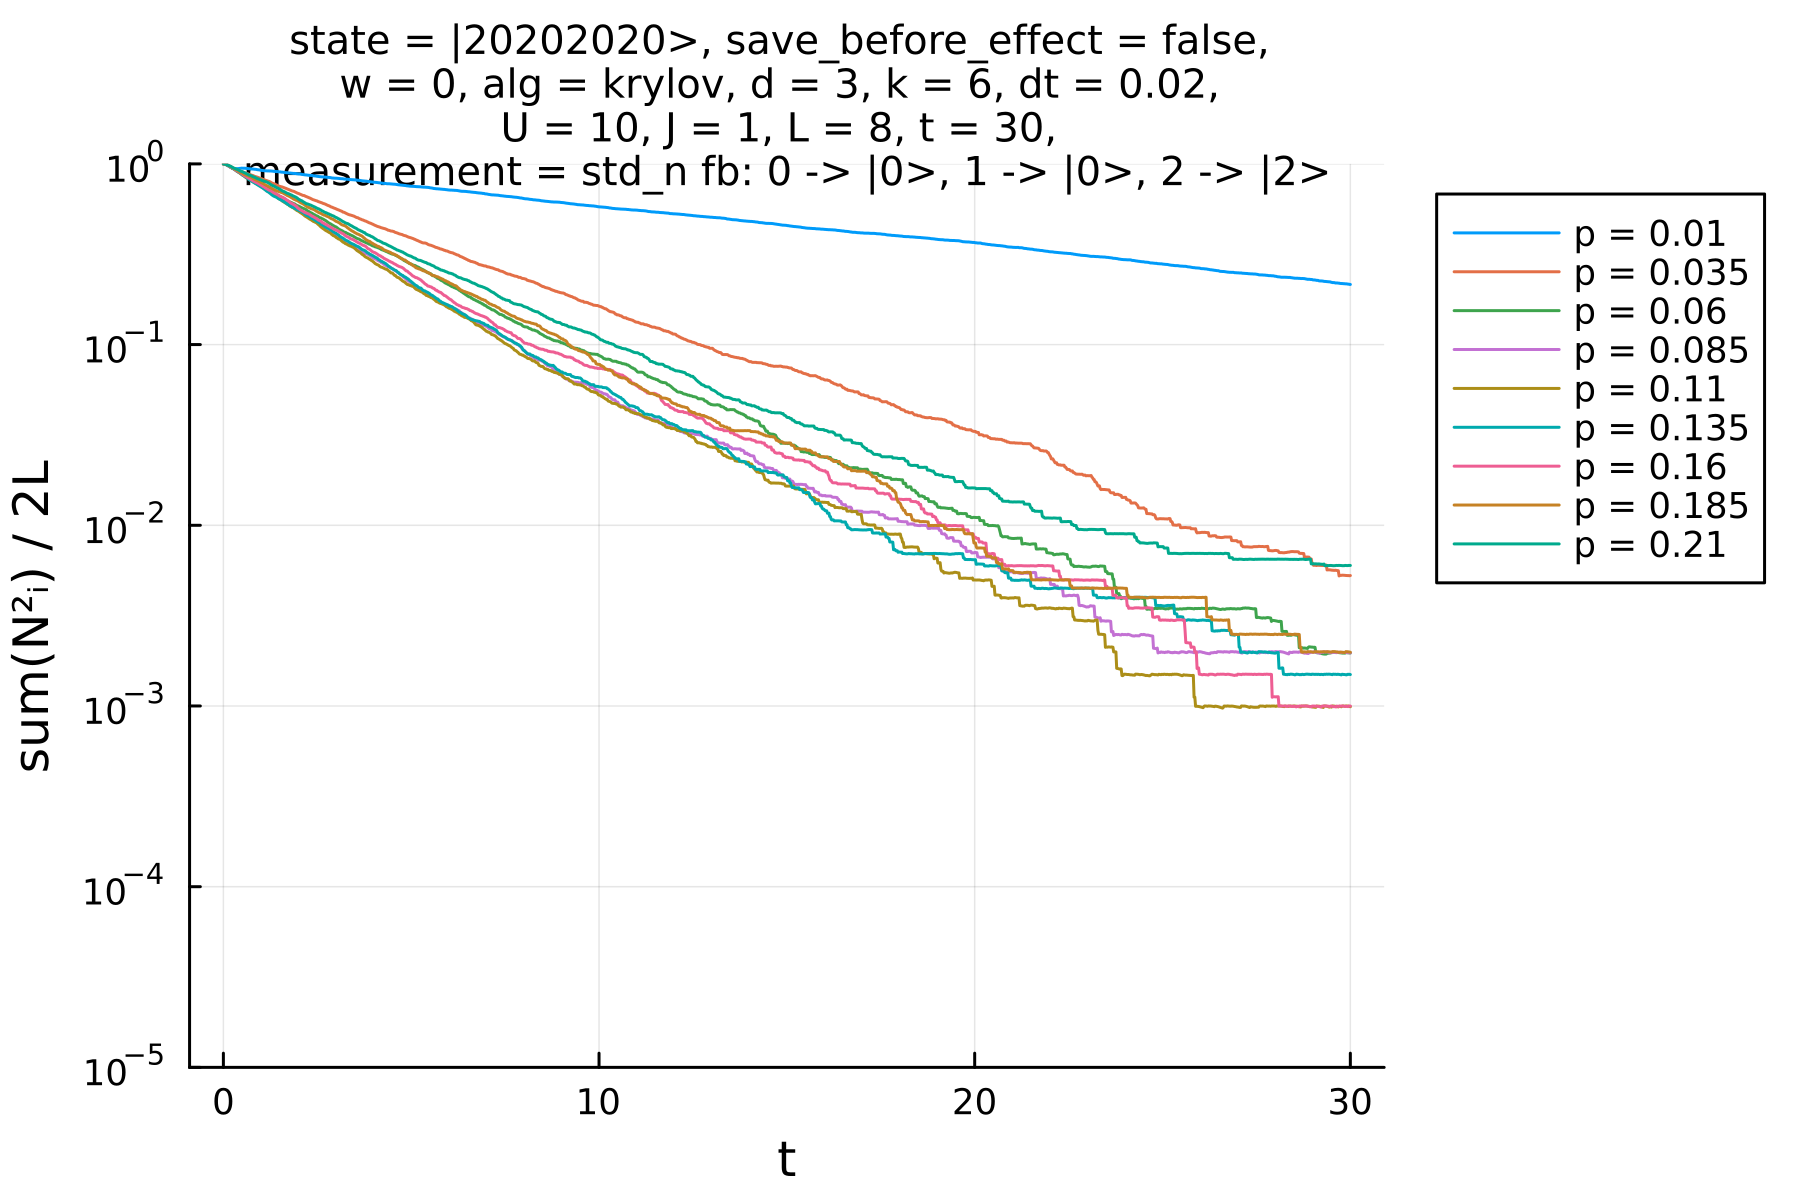 state = |20202020>, save_before_effect = false,
w = 0, alg = krylov, d = 3, k = 6, dt = 0.02,
U = 10, J = 1, L = 8, t = 30,
measurement = std_n fb: 0 -> |0>, 1 -> |0>, 2 -> |2>
10⁰
10⁻¹
10⁻²
10⁻³
10⁻⁴
10⁻⁵
sum(N²ᵢ) / 2L
0 10 20 30
t
p = 0.01
p = 0.035
p = 0.06
p = 0.085
p = 0.11
p = 0.135
p = 0.16
p = 0.185
p = 0.21